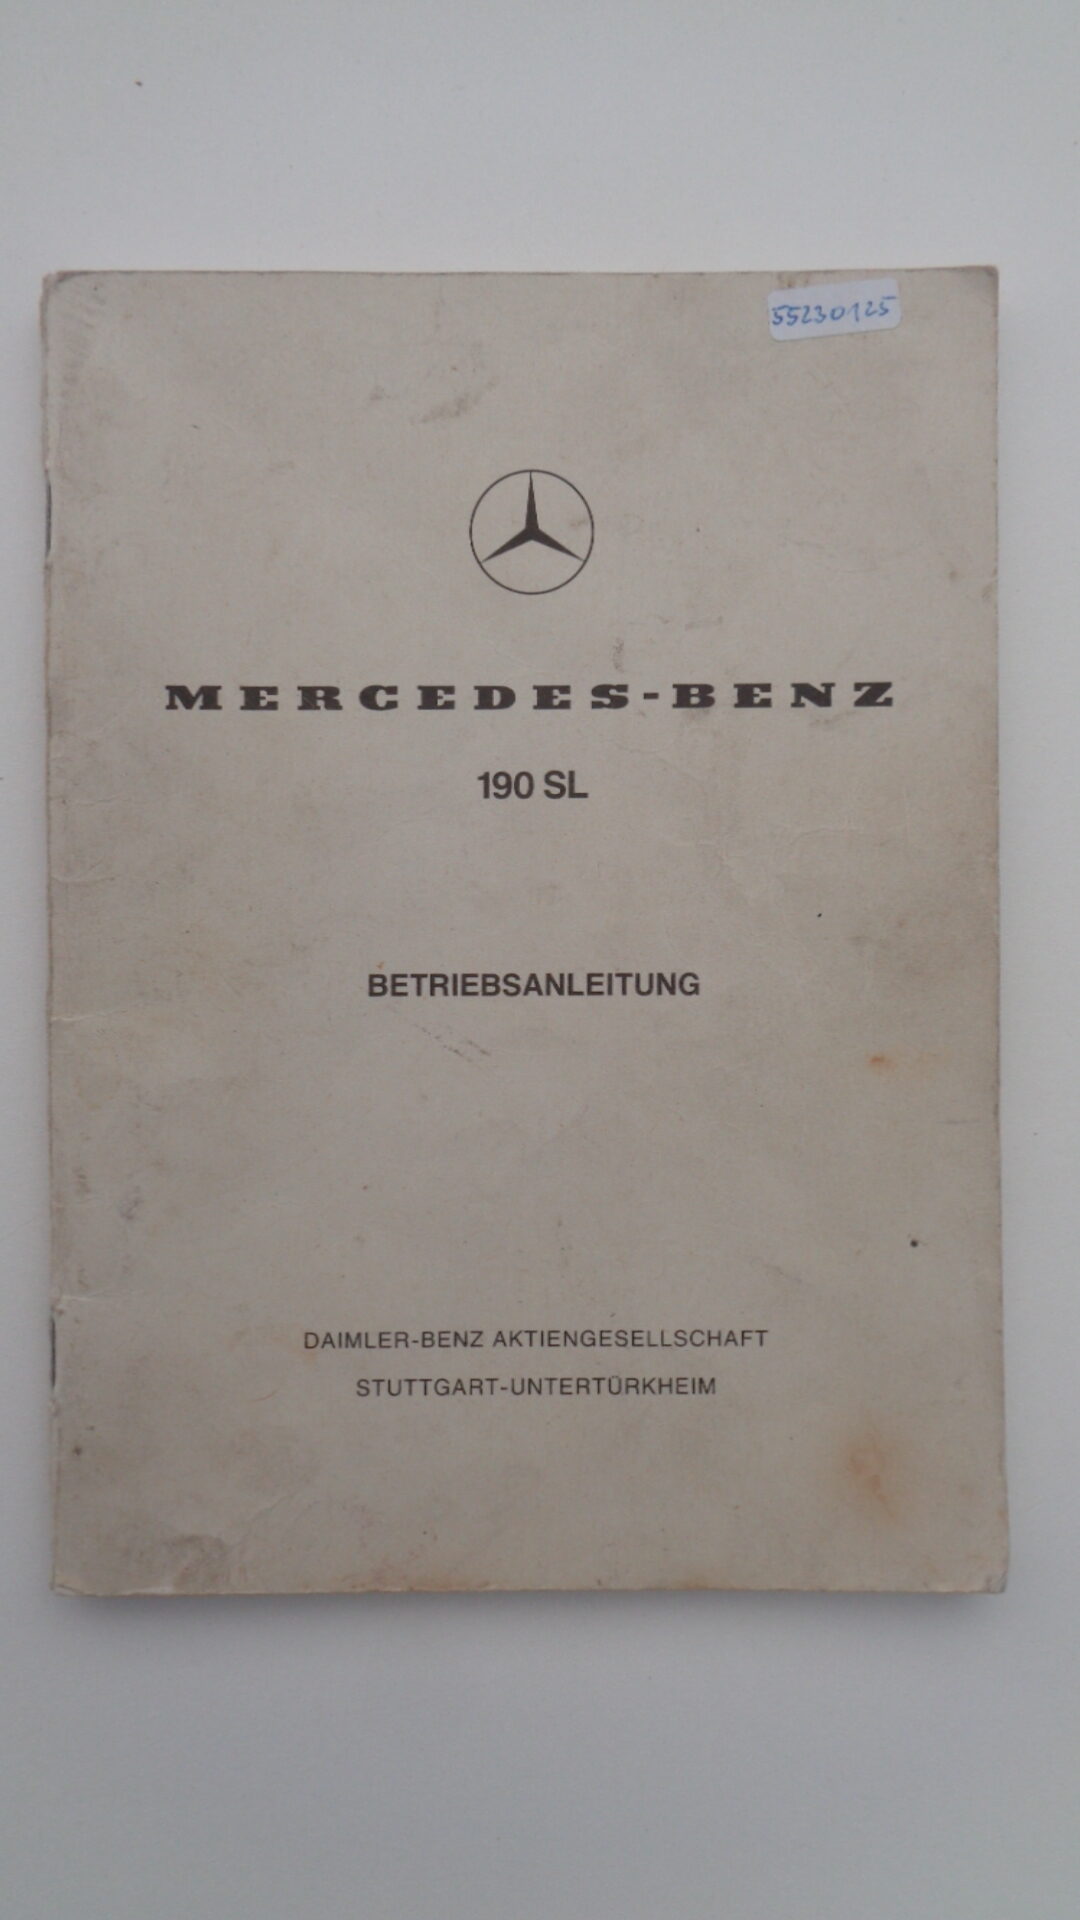 55230125
MERCEDES-BENZ
190 SL
BETRIEBSANLEITUNG
DAIMLER-BENZ AKTIENGESELLSCHAFT
STUTTGART-UNTERTÜRKHEIM